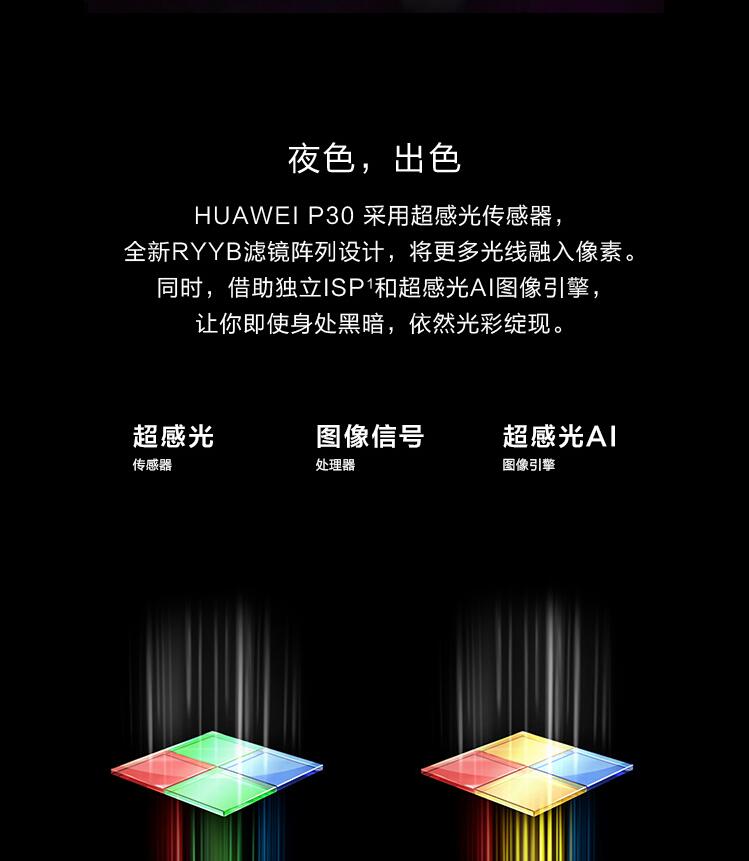 夜色，出色
HUAWEI P30 采用超感光传感器，
全新RYYB滤镜阵列设计，将更多光线融入像素。
同时，借助独立ISP¹和超感光AI图像引擎，
让你即使身处黑暗，依然光彩绽现。
超感光
传感器
图像信号
处理器
超感光AI
图像引擎